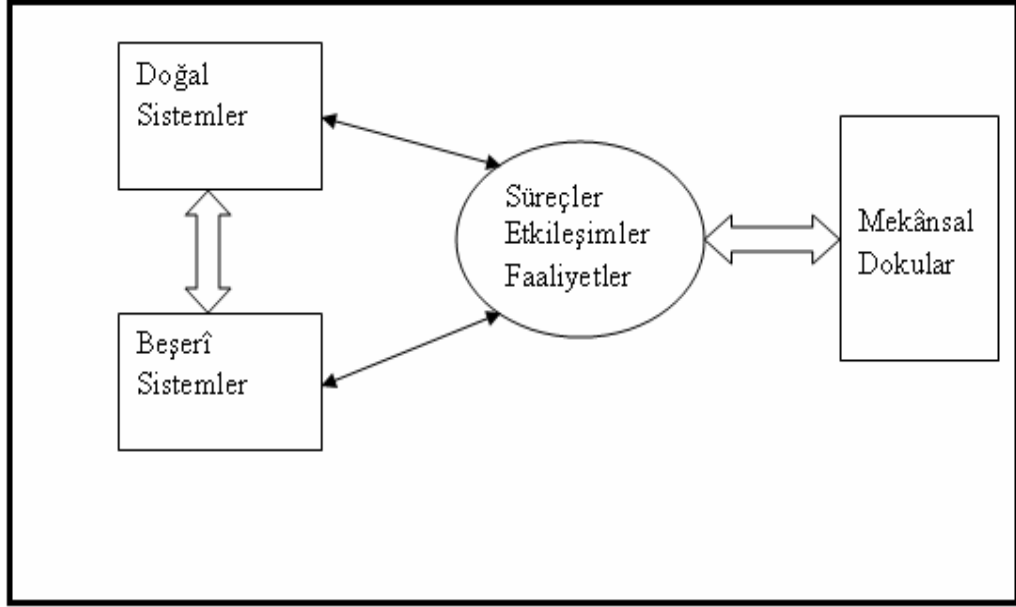 Doğal
Sistemler
Süreçler
Etkileşimler
Faaliyetler
Mekânsal
Dokular
Beşerî
Sistemler